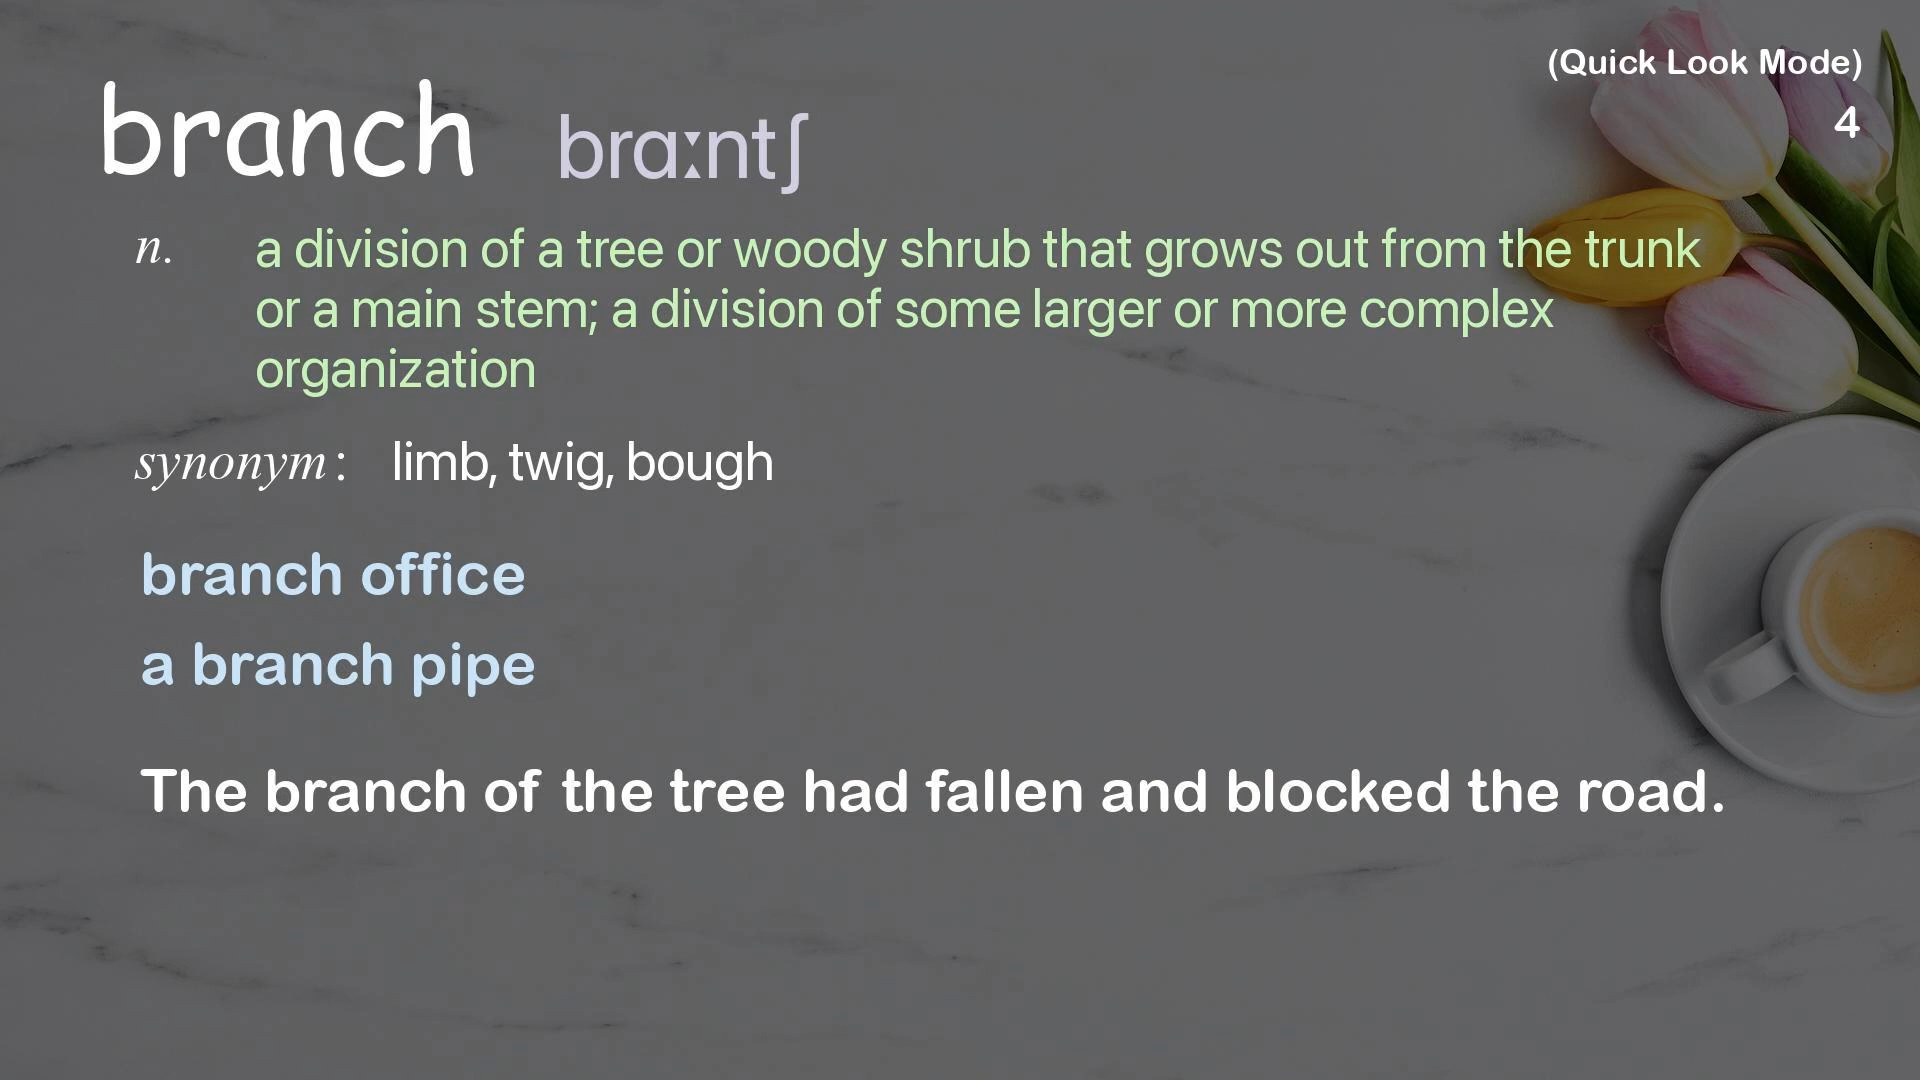 (Quick Look Mode)
4
branch brɑːntʃ
n. a division of a tree or woody shrub that grows out from the trunk
or a main stem; a division of some larger or more complex
organization
synonym: limb, twig, bough
branch office
a branch pipe
The branch of the tree had fallen and blocked the road.